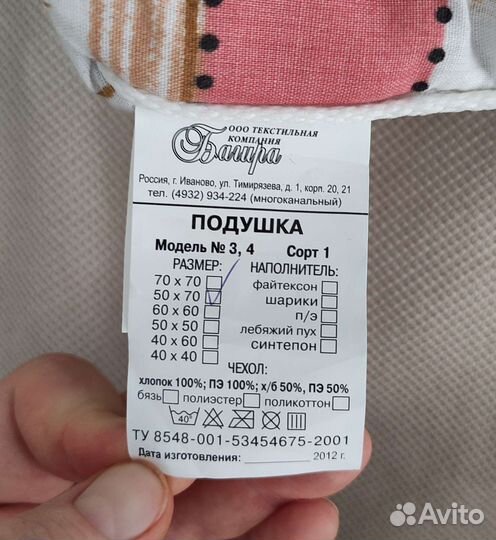 ООО ТЕКСТИЛЬНАЯ
КОМПАНИЯ
Багира
Россия, г. Иваново, ул. Тимирязева, д. 1, корп. 20, 21
тел. (4932) 934-224 (многоканальный)
ПОДУШКА
Модель № 3, 4 Сорт 1
РАЗМЕР:
70 x 70
50 x 70
60 x 60
50 x 50
40 x 60
40 x 40
НАПОЛНИТЕЛЬ:
файтексон
шарики
п/э
лебяжий пух
синтепон
ЧЕХОЛ:
хлопок 100%; ПЭ 100%; х/б 50%, ПЭ 50%
бязь полиэстер поликоттон
40°
ТУ 8548-001-53454675-2001
Дата изготовления: 2012 г.
Avito